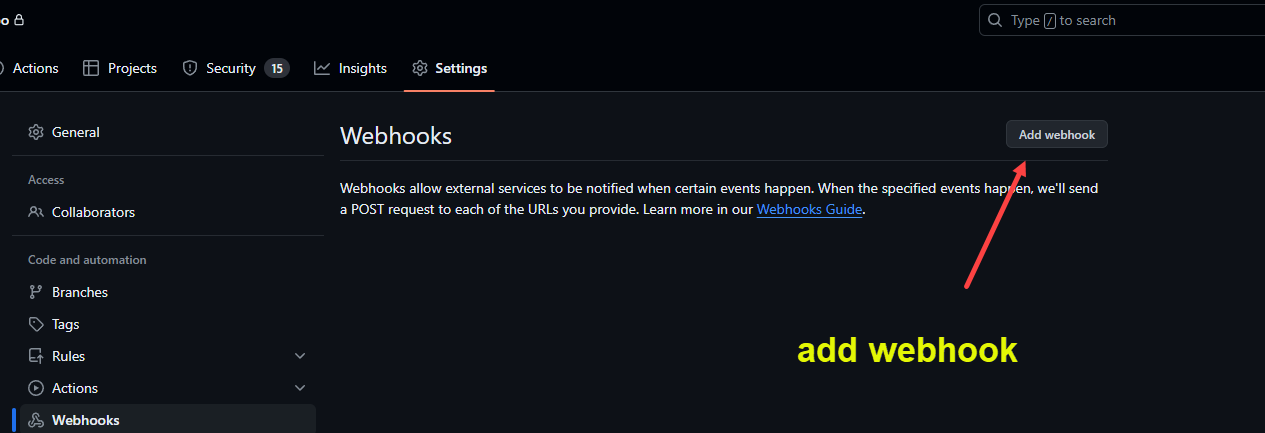 o
Type / to search
Actions
Projects
Security 15
Insights
Settings
General
Access
Collaborators
Code and automation
Branches
Tags
Rules
Actions
Webhooks
Webhooks
Add webhook
Webhooks allow external services to be notified when certain events happen. When the specified events happen, we'll send
a POST request to each of the URLs you provide. Learn more in our Webhooks Guide.
add webhook